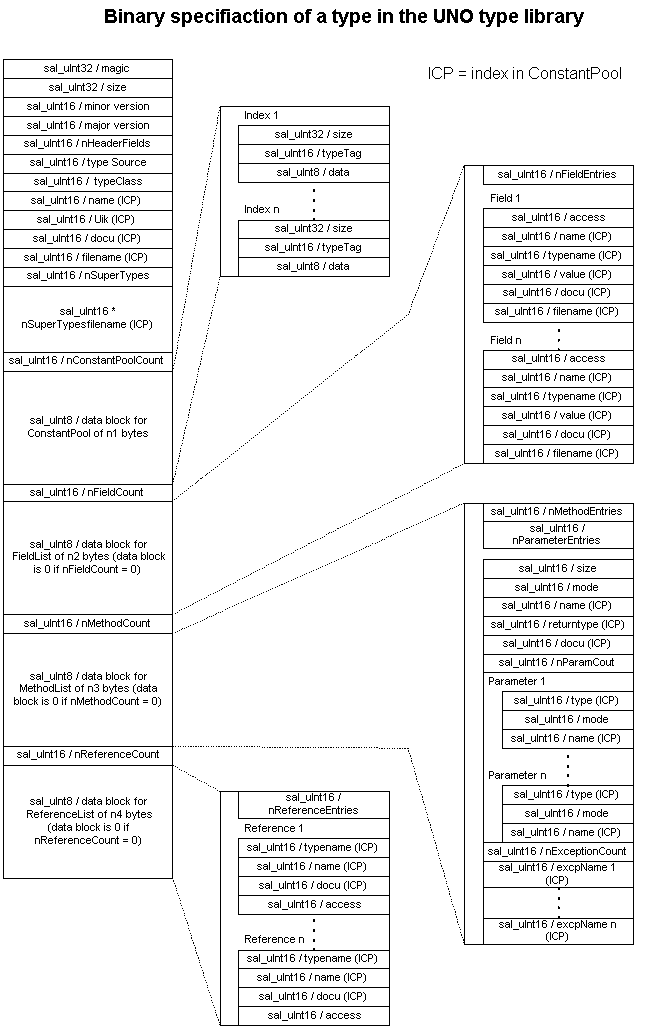 Binary specifiaction of a type in the UNO type library
ICP = index in ConstantPool
sal_uInt32 / magic
sal_uInt32 / size
sal_uInt16 / minor version
sal_uInt16 / major version
sal_uInt16 / nHeaderFields
sal_uInt16 / type Source
sal_uInt16 / typeClass
sal_uInt16 / name (ICP)
sal_uInt16 / Uik (ICP)
sal_uInt16 / docu (ICP)
sal_uInt16 / filename (ICP)
sal_uInt16 / nSuperTypes
sal_uInt16 *
nSuperTypesfilename (ICP)
sal_uInt16 / nConstantPoolCount
sal_uInt8 / data block for
ConstantPool of n1 bytes
sal_uInt16 / nFieldCount
sal_uInt8 / data block for
FieldList of n2 bytes (data block
is 0 if nFieldCount = 0)
sal_uInt16 / nMethodCount
sal_uInt8 / data block for
MethodList of n3 bytes (data
block is 0 if nMethodCount = 0)
sal_uInt16 / nReferenceCount
sal_uInt8 / data block for
ReferenceList of n4 bytes
(data block is 0 if
nReferenceCount = 0)
Index 1
sal_uInt32 / size
sal_uInt16 / typeTag
sal_uInt8 / data
Index n
sal_uInt32 / size
sal_uInt16 / typeTag
sal_uInt8 / data
sal_uInt16 / nFieldEntries
Field 1
sal_uInt16 / access
sal_uInt16 / name (ICP)
sal_uInt16 / typename (ICP)
sal_uInt16 / value (ICP)
sal_uInt16 / docu (ICP)
sal_uInt16 / filename (ICP)
Field n
sal_uInt16 / access
sal_uInt16 / name (ICP)
sal_uInt16 / typename (ICP)
sal_uInt16 / value (ICP)
sal_uInt16 / docu (ICP)
sal_uInt16 / filename (ICP)
sal_uInt16 / nMethodEntries
sal_uInt16 /
nParameterEntries
sal_uInt16 / size
sal_uInt16 / mode
sal_uInt16 / name (ICP)
sal_uInt16 / returntype (ICP)
sal_uInt16 / docu (ICP)
sal_uInt16 / nParamCout
Parameter 1
sal_uInt16 / type (ICP)
sal_uInt16 / mode
sal_uInt16 / name (ICP)
Parameter n
sal_uInt16 / type (ICP)
sal_uInt16 / mode
sal_uInt16 / name (ICP)
sal_uInt16 / nExceptionCount
sal_uInt16 / excpName 1
(ICP)
sal_uInt16 / excpName n
(ICP)
sal_uInt16 /
nReferenceEntries
Reference 1
sal_uInt16 / typename (ICP)
sal_uInt16 / name (ICP)
sal_uInt16 / docu (ICP)
sal_uInt16 / access
Reference n
sal_uInt16 / typename (ICP)
sal_uInt16 / name (ICP)
sal_uInt16 / docu (ICP)
sal_uInt16 / access